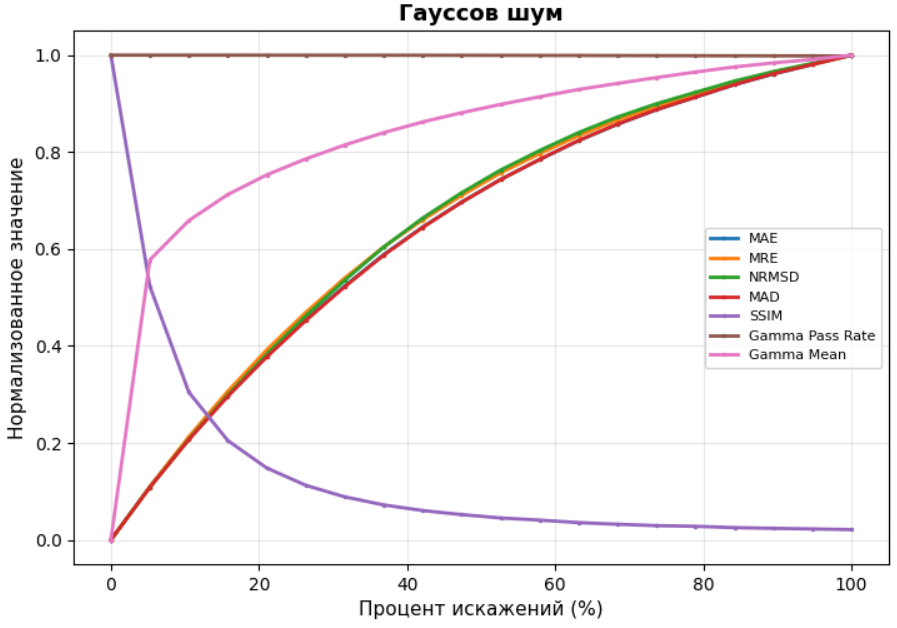 Гауссов шум
Нормализованное значение
1.0
0.8
0.6
0.4
0.2
0.0
MAE
MRE
NRMSD
MAD
SSIM
Gamma Pass Rate
Gamma Mean
0
20
40
60
80
100
Процент искажений (%)